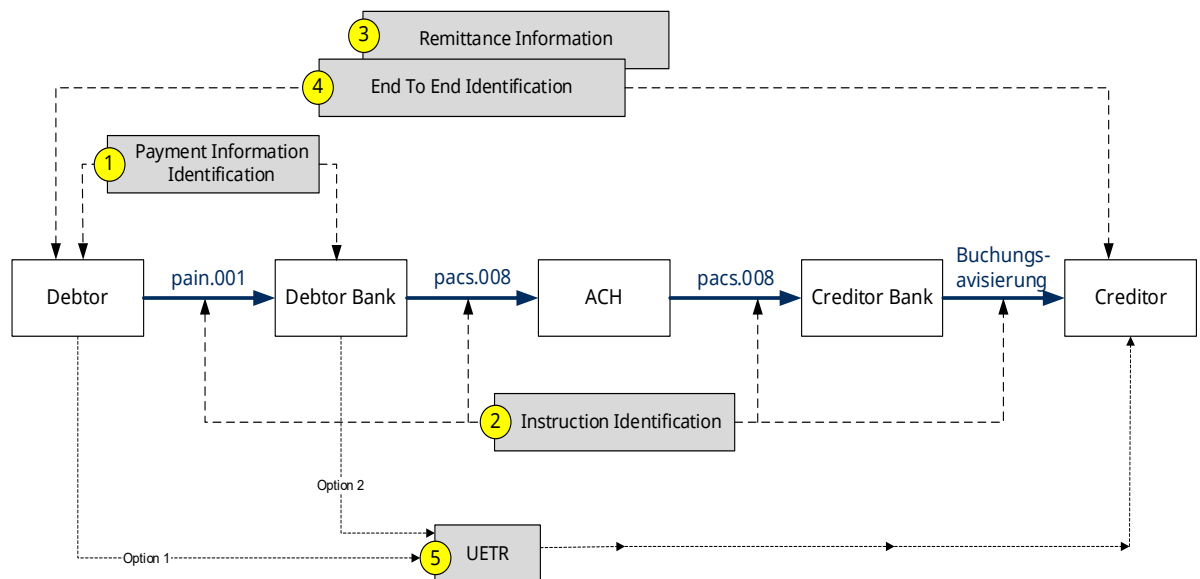 3
Remittance Information
4
End To End Identification
1
Payment Information
Identification
Debtor
pain.001
Debtor Bank
pacs.008
ACH
pacs.008
Creditor Bank
Buchungs-
avisierung
Creditor
2
Instruction Identification
Option 2
Option 1
5
UETR